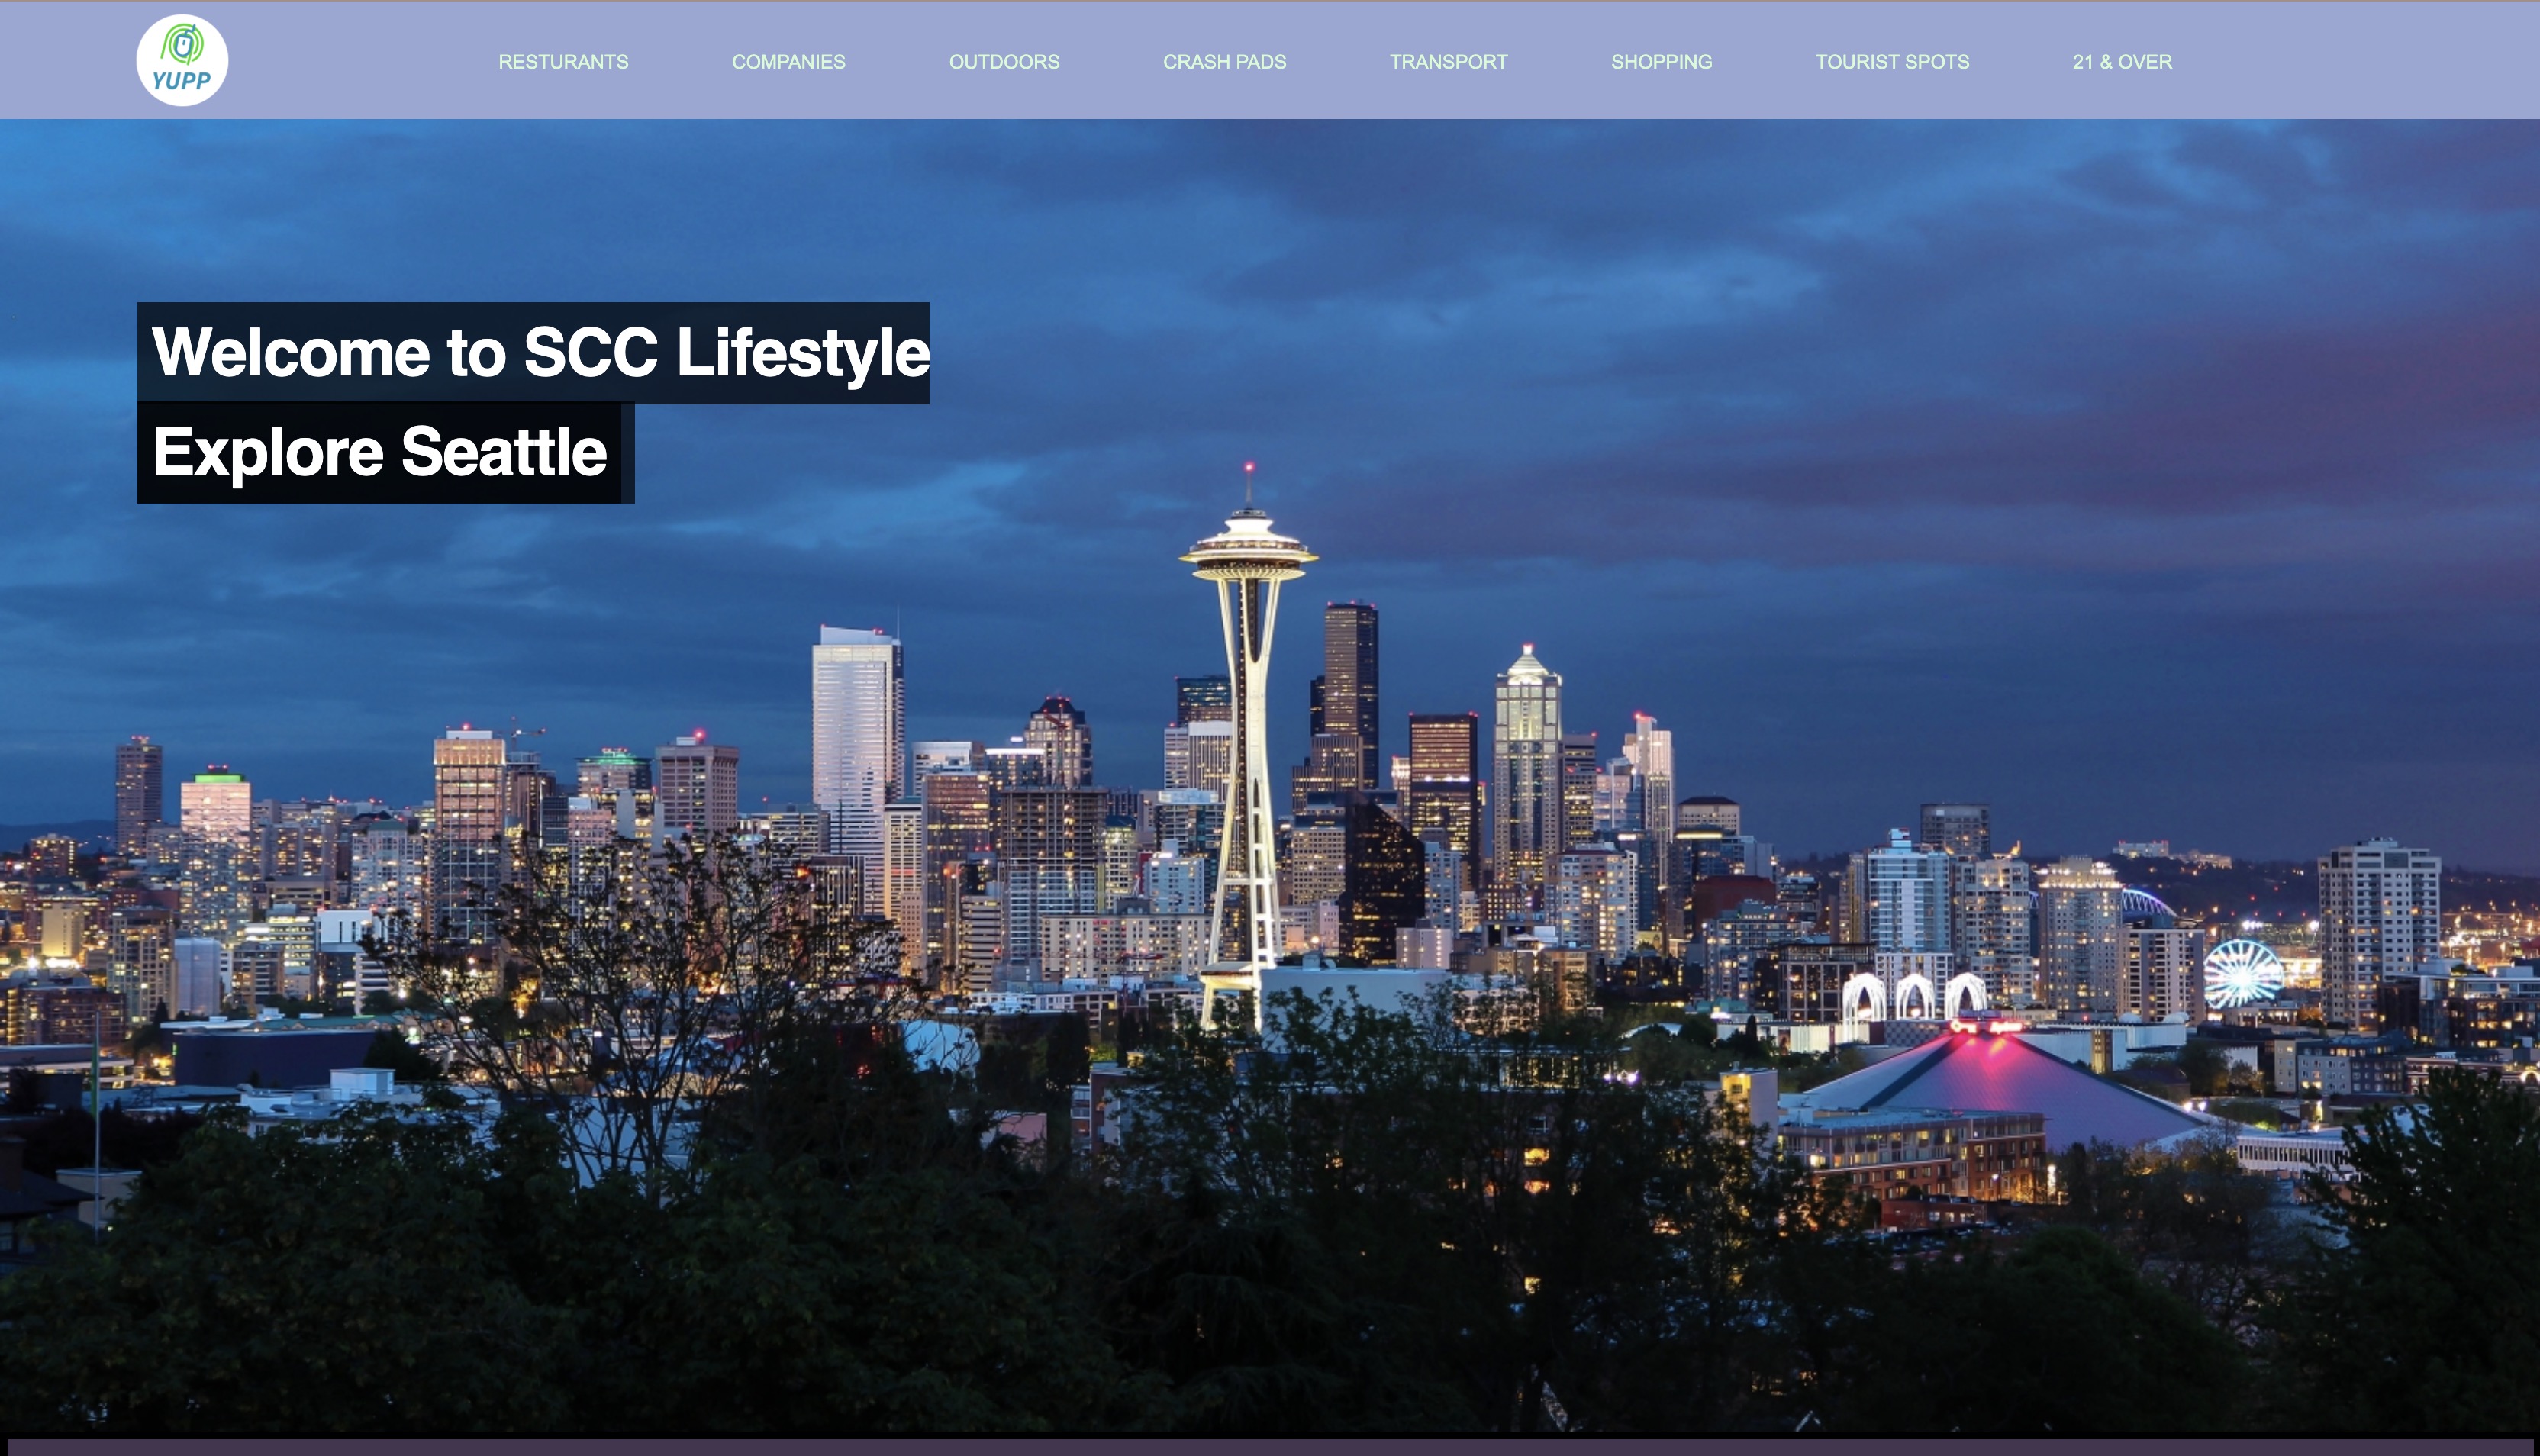 YUPP
RESTURANTS COMPANIES OUTDOORS CRASH PADS TRANSPORT SHOPPING TOURIST SPOTS 21 & OVER
Welcome to SCC Lifestyle
Explore Seattle